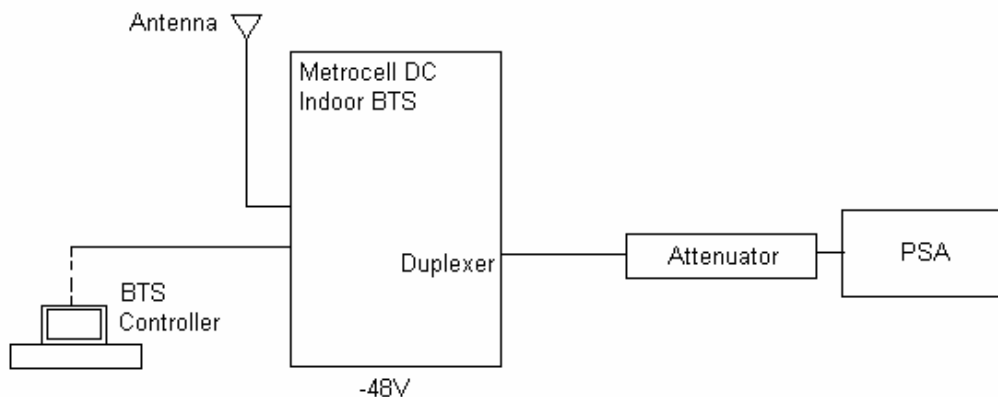 Antenna
Metrocell DC
Indoor BTS
Duplexer
Attenuator
PSA
BTS
Controller
-48V